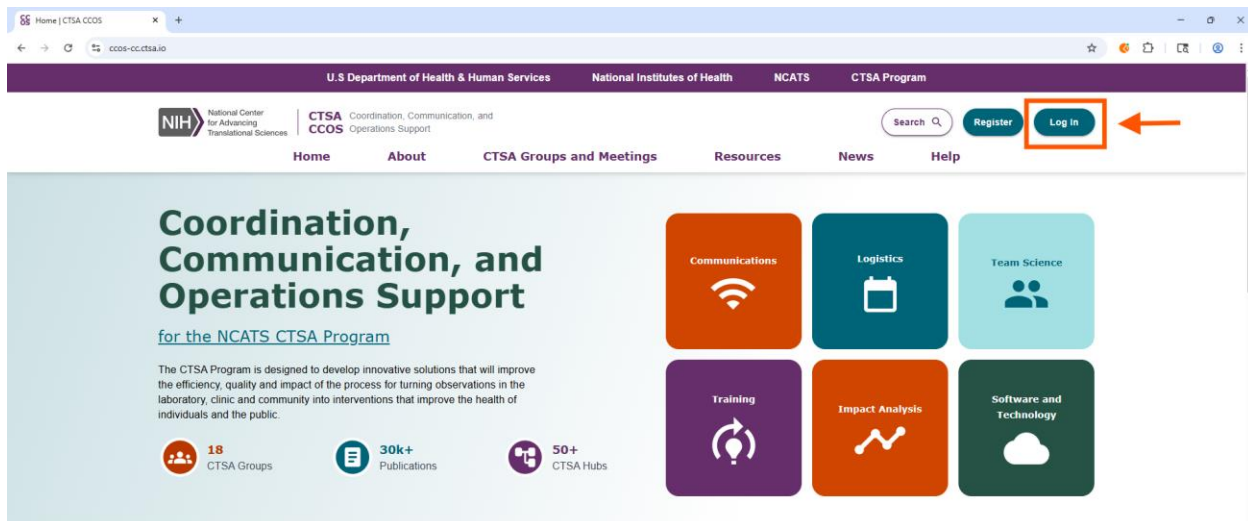 Home | CTSA CCOS
ccos-cc.ctsa.io
U.S Department of Health & Human Services National Institutes of Health NCATS CTSA Program
NIH National Center
for Advancing
Translational Sciences
CTSA Coordination, Communication, and
CCOS Operations Support
Search Register Log In
Home About CTSA Groups and Meetings Resources News Help
Coordination,
Communication, and
Operations Support
for the NCATS CTSA Program
The CTSA Program is designed to develop innovative solutions that will improve
the efficiency, quality and impact of the process for turning observations in the
laboratory, clinic and community into interventions that improve the health of
individuals and the public.
18
CTSA Groups
30k+
Publications
50+
CTSA Hubs
Communications
Logistics
Team Science
Training
Impact Analysis
Software and
Technology